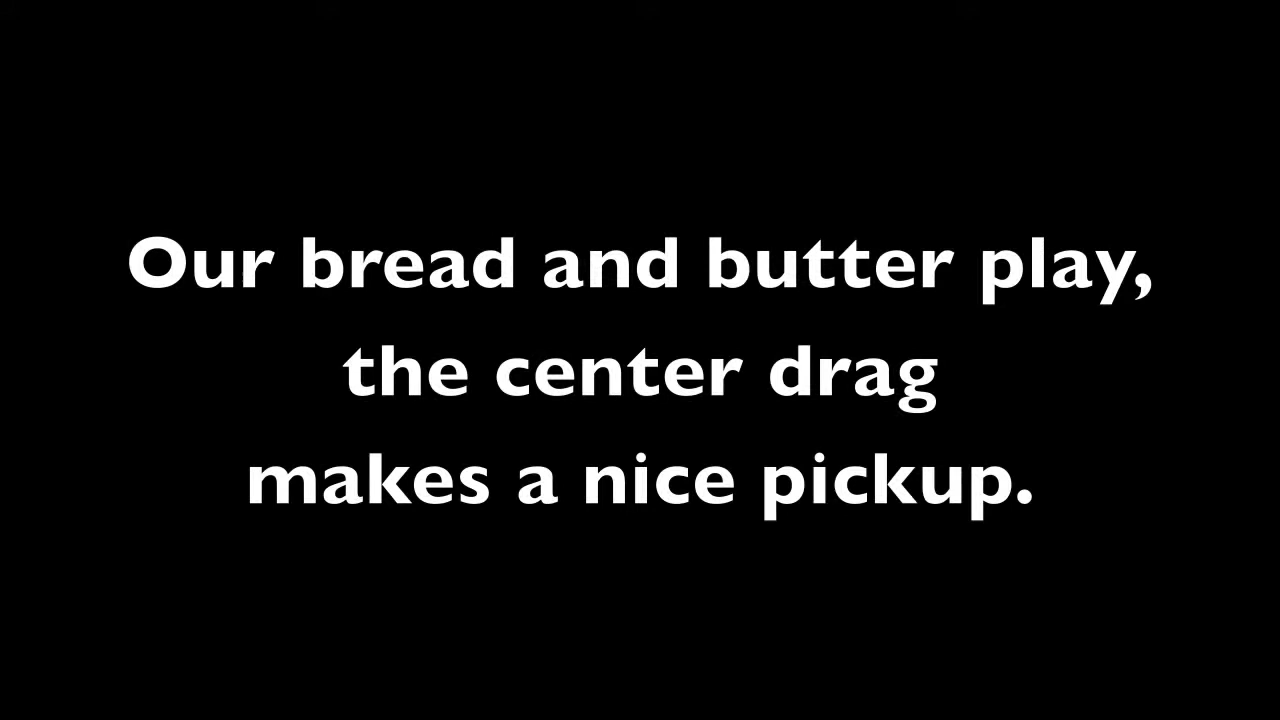 Our bread and butter play,
the center drag
makes a nice pickup.